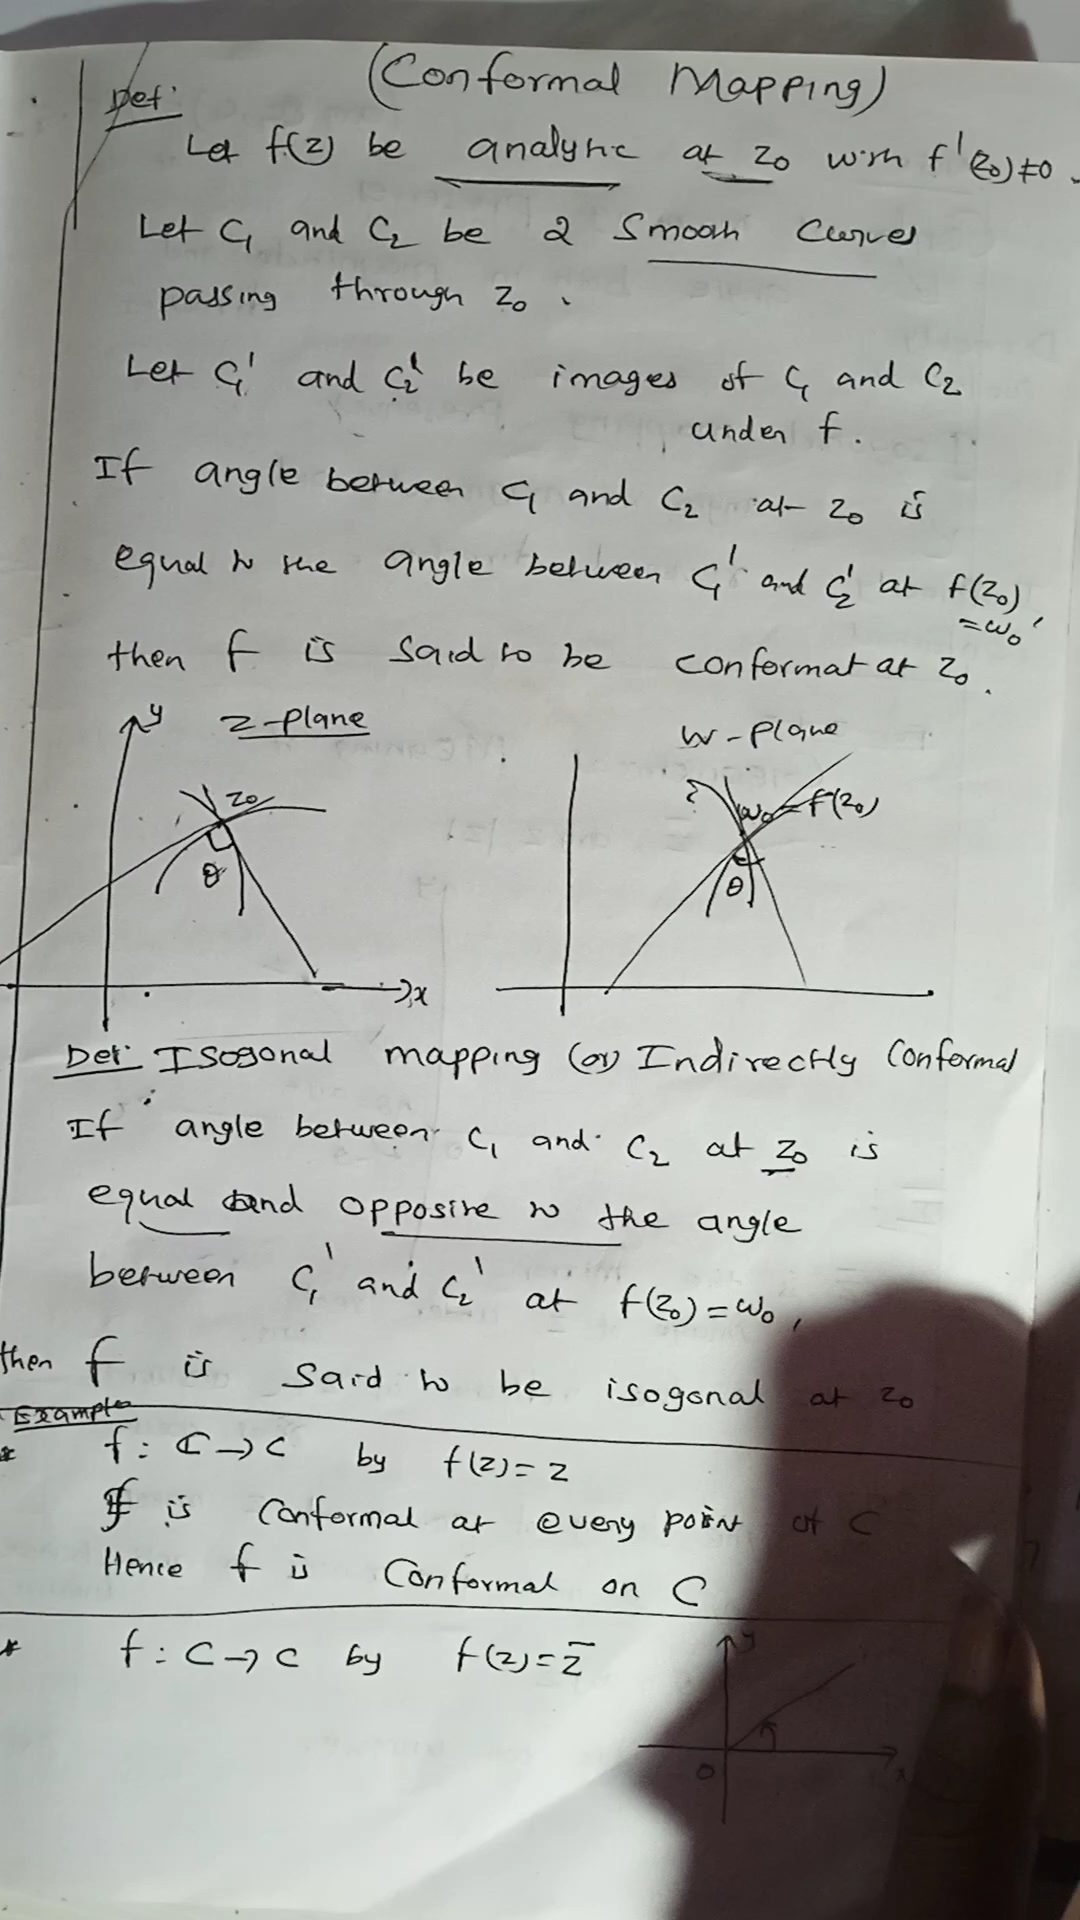 (Conformal Mapping)
Def:
Let f(z) be analytic at z₀ with f'(z₀)≠0.
Let C₁ and C₂ be 2 Smooth Curves
passing through z₀.
Let C₁' and C₂' be images of C₁ and C₂
under f.
If angle between C₁ and C₂ at z₀ is
equal to the angle between C₁' and C₂' at f(z₀)
=w₀,
then f is said to be conformal at z₀.
y z-plane
w-plane
z₀
w₀=f(z₀)
θ
θ
x
Def: Isogonal mapping (or) Indirectly Conformal
If angle between C₁ and C₂ at z₀ is
equal and opposite to the angle
between C₁' and C₂' at f(z₀)=w₀,
then f is said to be isogonal at z₀
Example
* f: C→C by f(z)=z
f is Conformal at every point of C
Hence f is Conformal on C
* f: C→C by f(z)=z̄
y
O
x